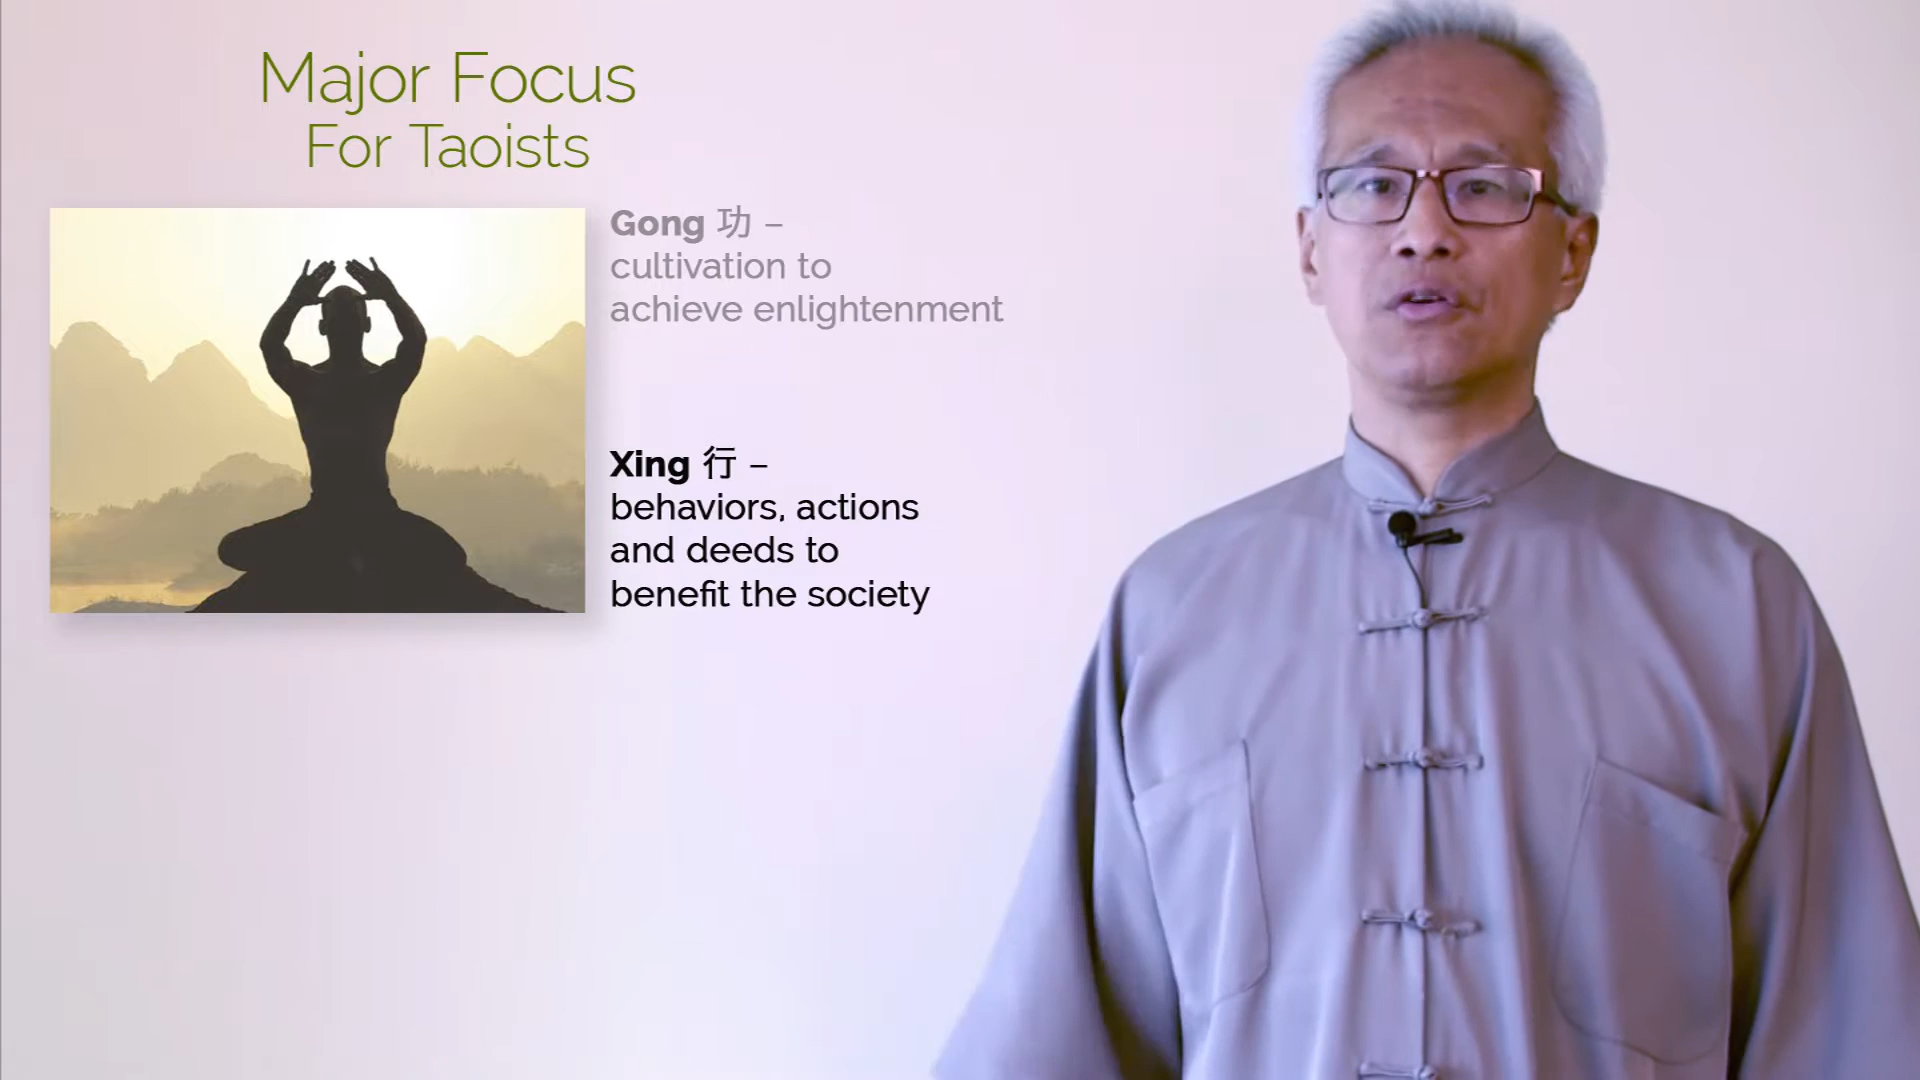 Major Focus
For Taoists
Gong 功 –
cultivation to
achieve enlightenment
Xing 行 –
behaviors, actions
and deeds to
benefit the society